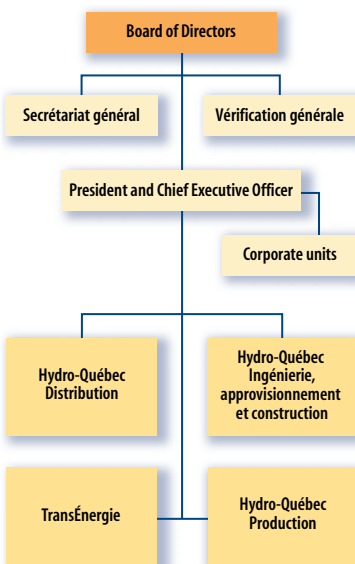 Board of Directors
Secrétariat général
Vérification générale
President and Chief Executive Officer
Corporate units
Hydro-Québec
Distribution
Hydro-Québec
Ingénierie,
approvisionnement
et construction
TransÉnergie
Hydro-Québec
Production